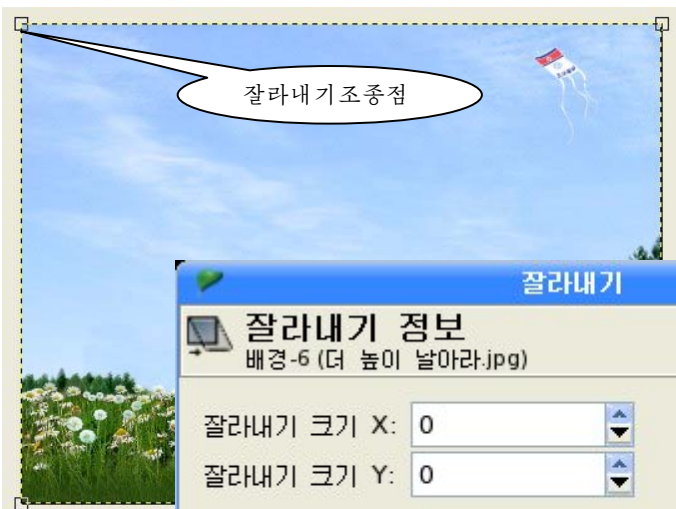 잘라내기조종점
잘라내기
잘라내기 정보
배경-6 (더 높이 날아라.jpg)
잘라내기 크기 X: 0
잘라내기 크기 Y: 0